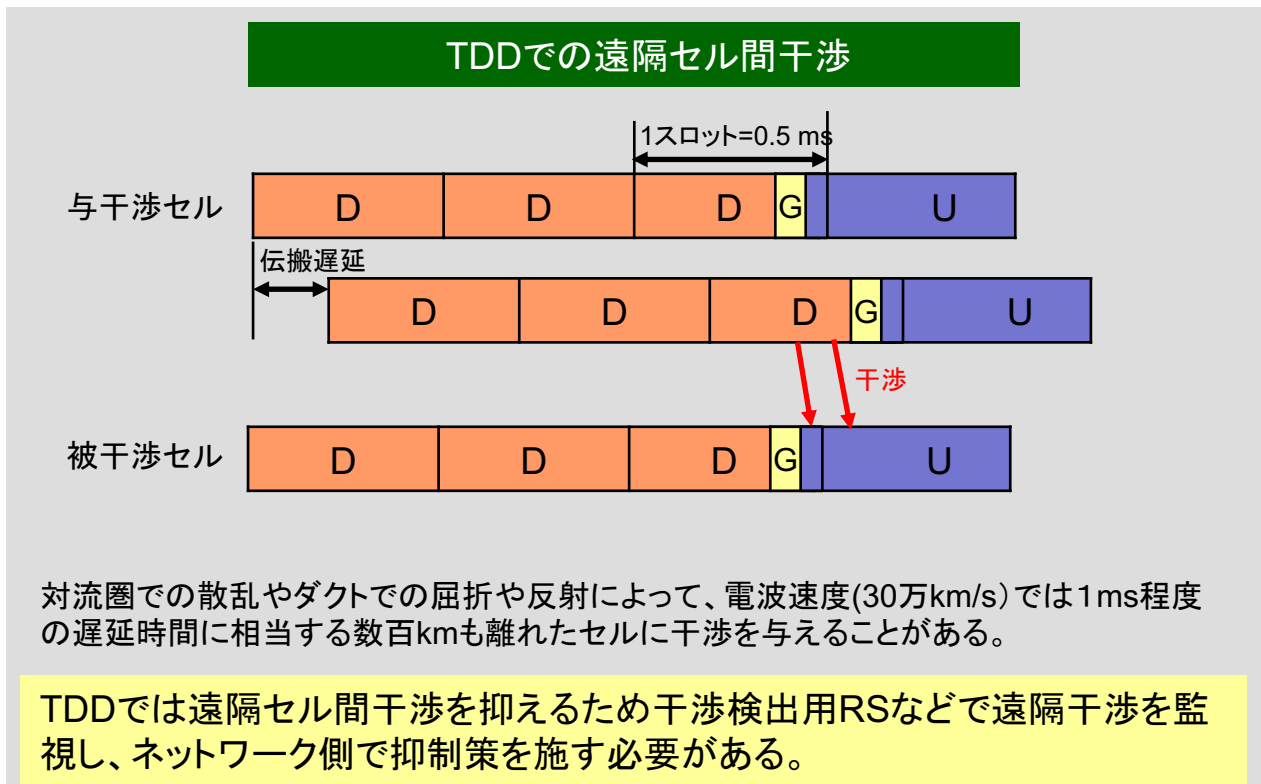 TDDでの遠隔セル間干渉
1スロット=0.5 ms
与干渉セル
D D D G U
伝搬遅延
D D D G U
干渉
被干渉セル
D D D G U
対流圏での散乱やダクトでの屈折や反射によって、電波速度(30万km/s）では１ms程度
の遅延時間に相当する数百kmも離れたセルに干渉を与えることがある。
TDDでは遠隔セル間干渉を抑えるため干渉検出用RSなどで遠隔干渉を監
視し、ネットワーク側で抑制策を施す必要がある。